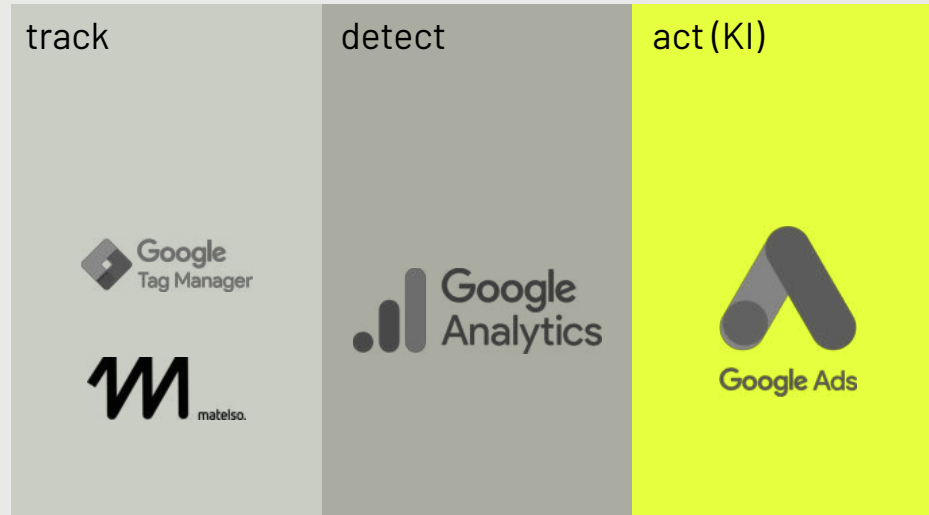 track
detect
act (KI)
Google
Tag Manager
matelso.
Google
Analytics
Google Ads